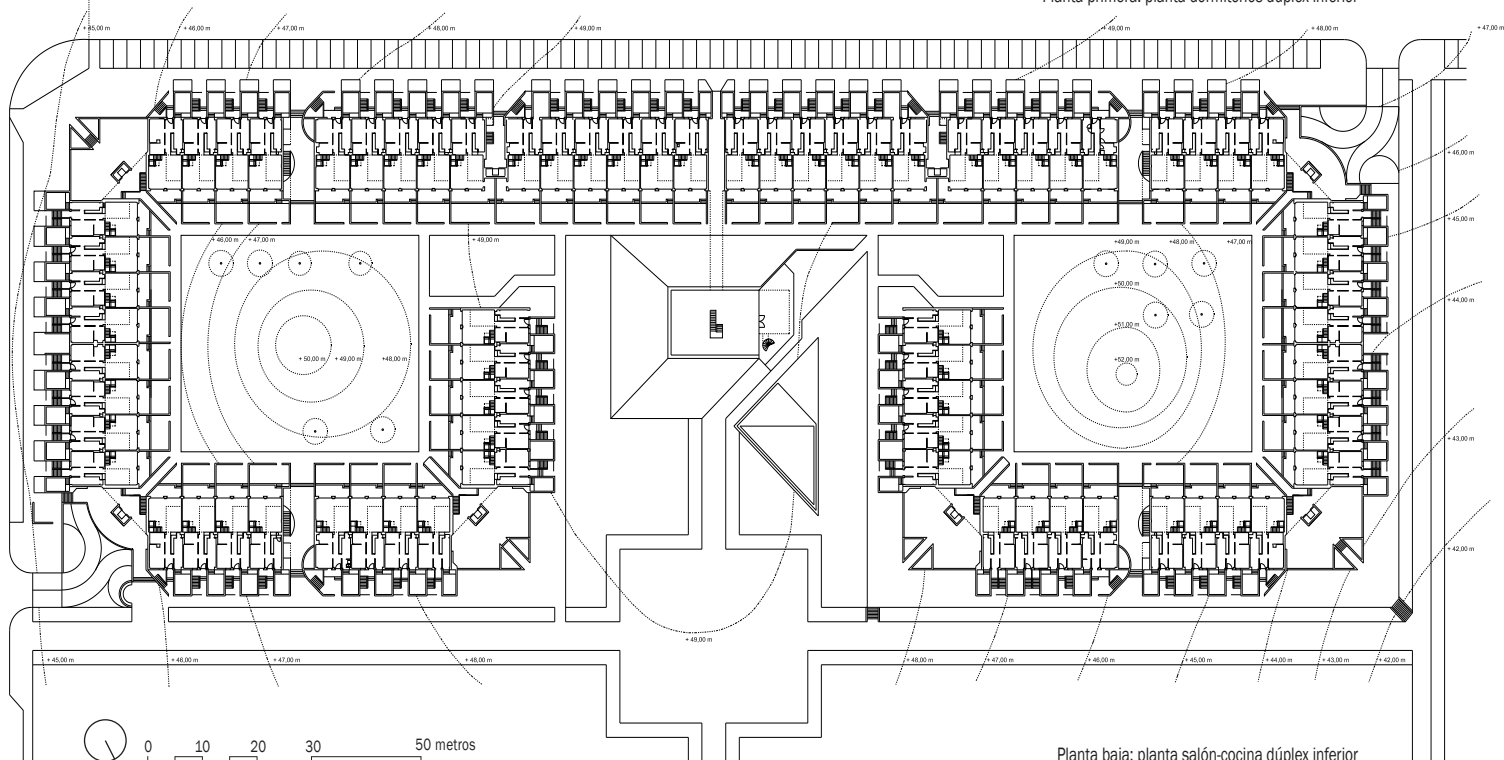 Planta primera: planta dormitorios dúplex inferior
+ 45,00 m
+ 46,00 m
+ 47,00 m
+ 48,00 m
+ 49,00 m
+ 49,00 m
+ 48,00 m
+ 47,00 m
+ 46,00 m
+ 45,00 m
+ 46,00 m
+ 47,00 m
+ 49,00 m
+49,00 m
+48,00 m
+47,00 m
+50,00 m
+ 44,00 m
+51,00 m
+ 50,00 m
+ 49,00 m
+48,00 m
+52,00 m
+ 43,00 m
+ 42,00 m
+ 49,00 m
+ 45,00 m
+ 46,00 m
+ 47,00 m
+ 48,00 m
+ 48,00 m
+ 47,00 m
+ 46,00 m
+ 45,00 m
+ 44,00 m
+ 43,00 m
+ 42,00 m
0 10 20 30 50 metros
Planta baja: planta salón-cocina dúplex inferior